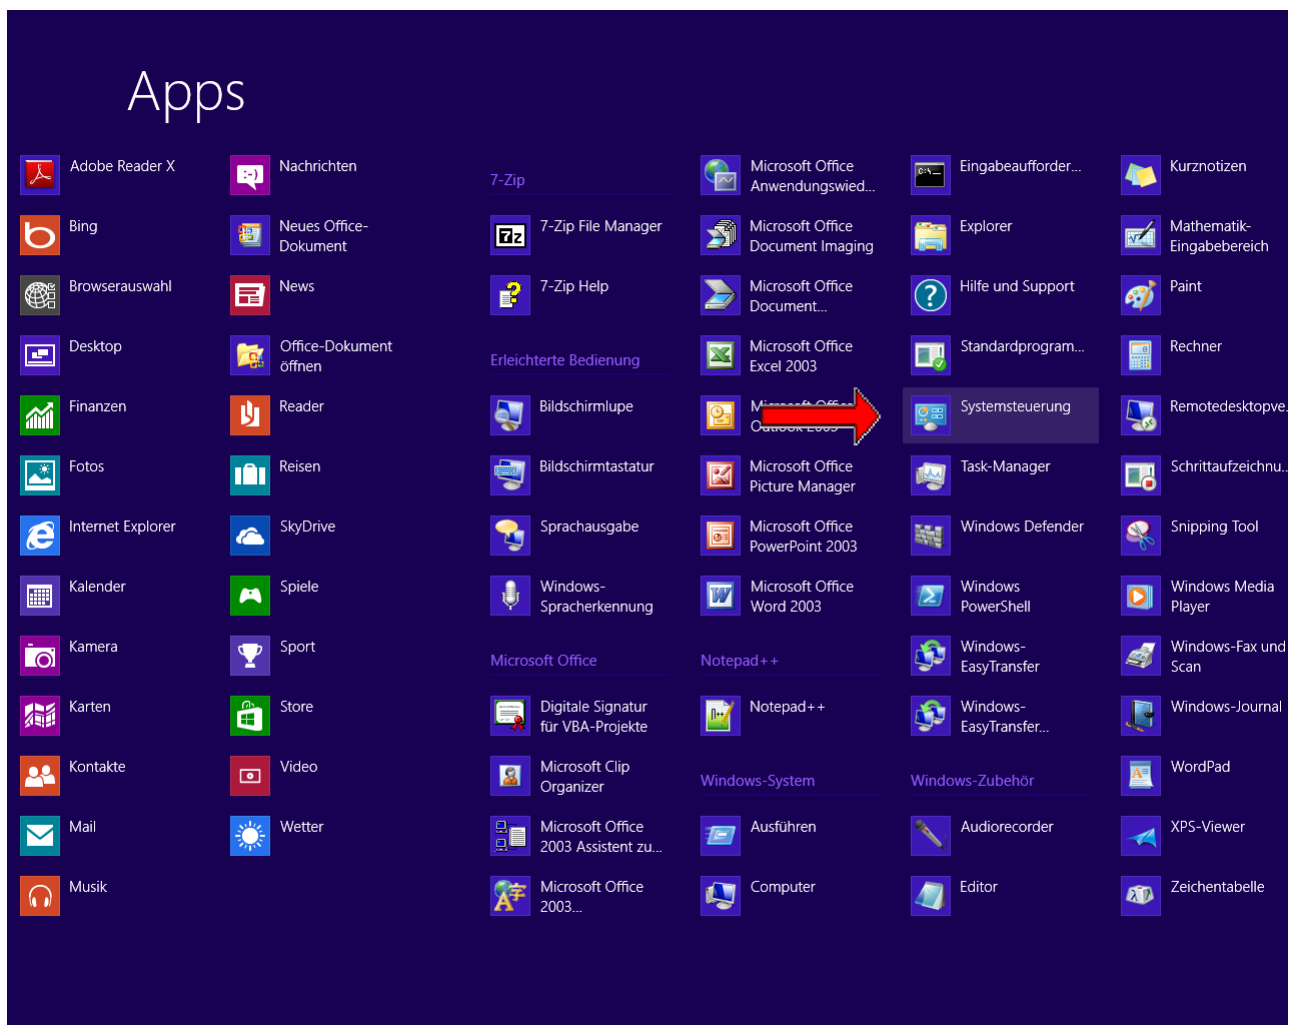 Apps
Adobe Reader X
Bing
Browserauswahl
Desktop
Finanzen
Fotos
Internet Explorer
Kalender
Kamera
Karten
Kontakte
Mail
Musik
Nachrichten
Neues Office-
Dokument
News
Office-Dokument
öffnen
Reader
Reisen
SkyDrive
Spiele
Sport
Store
Video
Wetter
7-Zip
7-Zip File Manager
7-Zip Help
Erleichterte Bedienung
Bildschirmlupe
Bildschirmtastatur
Sprachausgabe
Windows-
Spracherkennung
Microsoft Office
Digitale Signatur
für VBA-Projekte
Microsoft Clip
Organizer
Microsoft Office
2003 Assistent zu...
Microsoft Office
2003...
Microsoft Office
Anwendungswied...
Microsoft Office
Document Imaging
Microsoft Office
Document...
Microsoft Office
Excel 2003
Microsoft Office
Outlook 2003
Microsoft Office
Picture Manager
Microsoft Office
PowerPoint 2003
Microsoft Office
Word 2003
Notepad++
Notepad++
Windows-System
Ausführen
Computer
Eingabeaufforder...
Explorer
Hilfe und Support
Standardprogram...
Systemsteuerung
Task-Manager
Windows Defender
Windows
PowerShell
Windows-
EasyTransfer
Windows-
EasyTransfer...
Windows-Zubehör
Audiorecorder
Editor
Kurznotizen
Mathematik-
Eingabebereich
Paint
Rechner
Remotedesktopve.
Schrittaufzeichnu..
Snipping Tool
Windows Media
Player
Windows-Fax und
Scan
Windows-Journal
WordPad
XPS-Viewer
Zeichentabelle